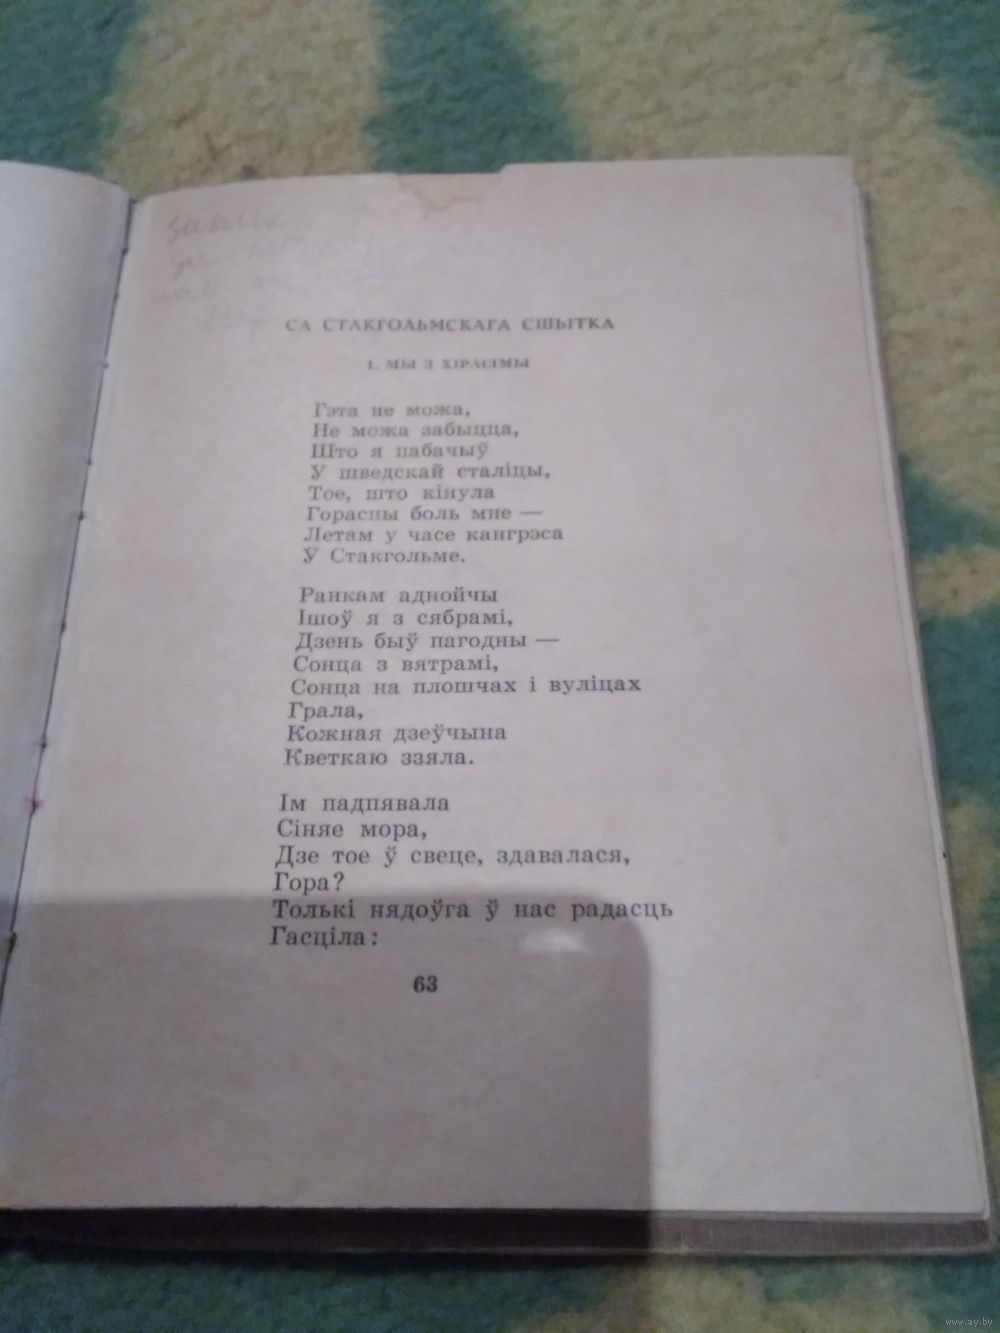 СА СТАКГОЛЬМСКАГА СШЫТКА
1. МЫ З ХІРАСІМЫ
Гэта не можа,
Не можа забыцца,
Што я пабачыў
У шведскай сталіцы,
Тое, што кінула
Горасны боль мне —
Летам у часе кангрэса
Ў Стакгольме.
Ранкам аднойчы
Ішоў я з сябрамі,
Дзень быў пагодны —
Сонца з вятрамі,
Сонца на плошчах і вуліцах
Грала,
Кожная дзеўчына
Кветкаю ззяла.
Ім падпявала
Сіняе мора,
Дзе тое ў свеце, здавалася,
Гора?
Толькі нядоўга ў нас радасць
Гасціла:
63
www.ay.by